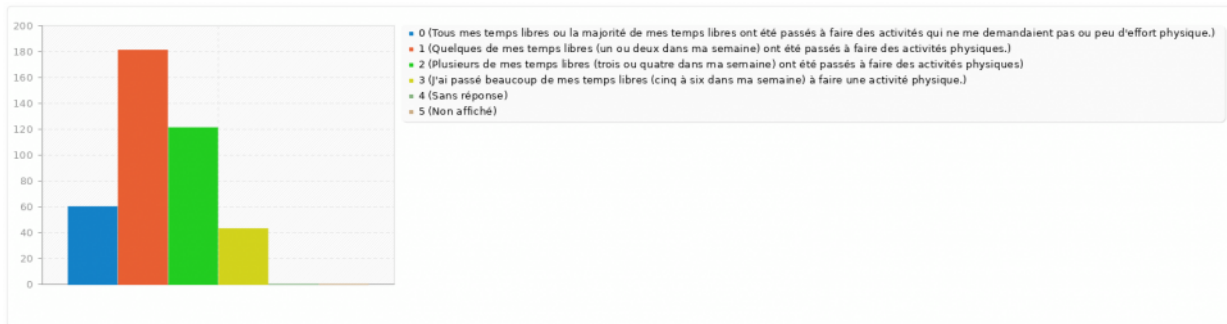 200
180
160
140
120
100
80
60
40
20
0
0 (Tous mes temps libres ou la majorité de mes temps libres ont été passés à faire des activités qui ne me demandaient pas ou peu d'effort physique.)
1 (Quelques de mes temps libres (un ou deux dans ma semaine) ont été passés à faire des activités physiques.)
2 (Plusieurs de mes temps libres (trois ou quatre dans ma semaine) ont été passés à faire des activités physiques)
3 (J'ai passé beaucoup de mes temps libres (cinq à six dans ma semaine) à faire une activité physique.)
4 (Sans réponse)
5 (Non affiché)